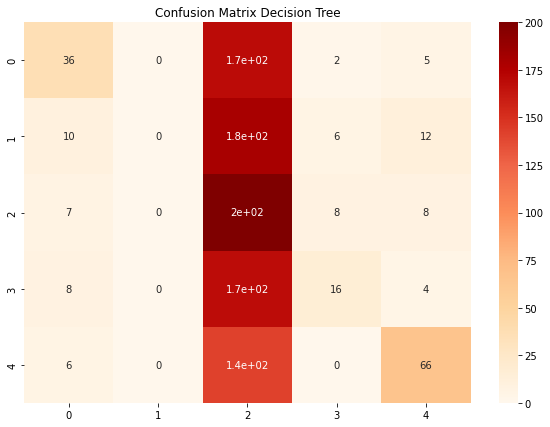 Confusion Matrix Decision Tree
0 36 0 1.7e+02 2 5
1 10 0 1.8e+02 6 12
2 7 0 2e+02 8 8
3 8 0 1.7e+02 16 4
4 6 0 1.4e+02 0 66
0 1 2 3 4
200
175
150
125
100
75
50
25
0